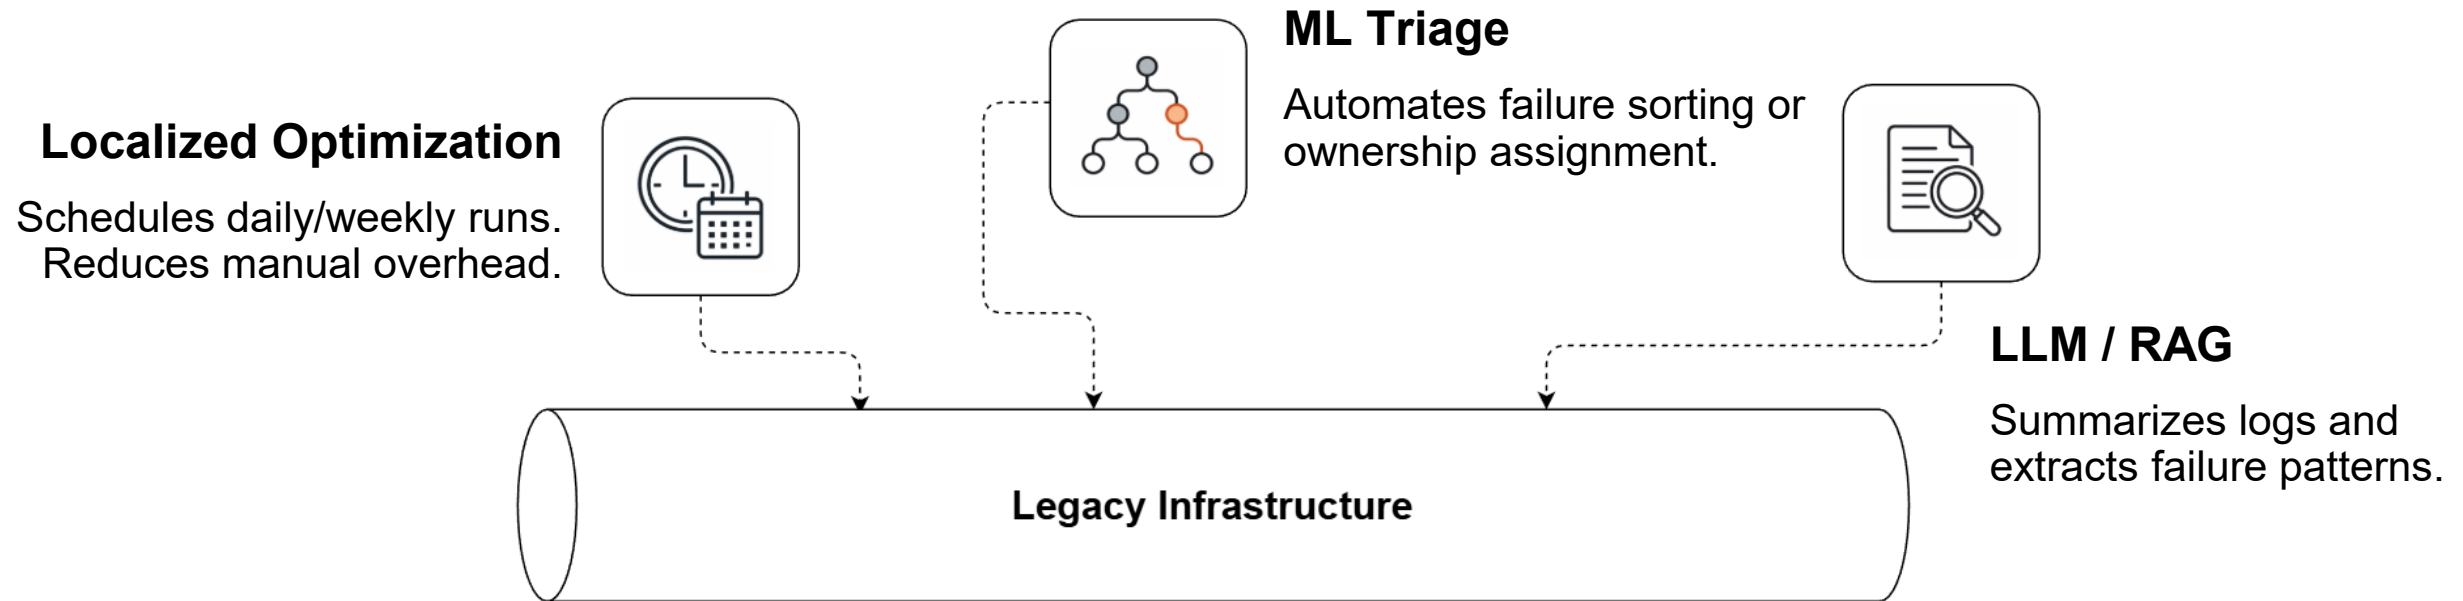 Localized Optimization
Schedules daily/weekly runs.
Reduces manual overhead.
ML Triage
Automates failure sorting or
ownership assignment.
LLM / RAG
Summarizes logs and
extracts failure patterns.
Legacy Infrastructure